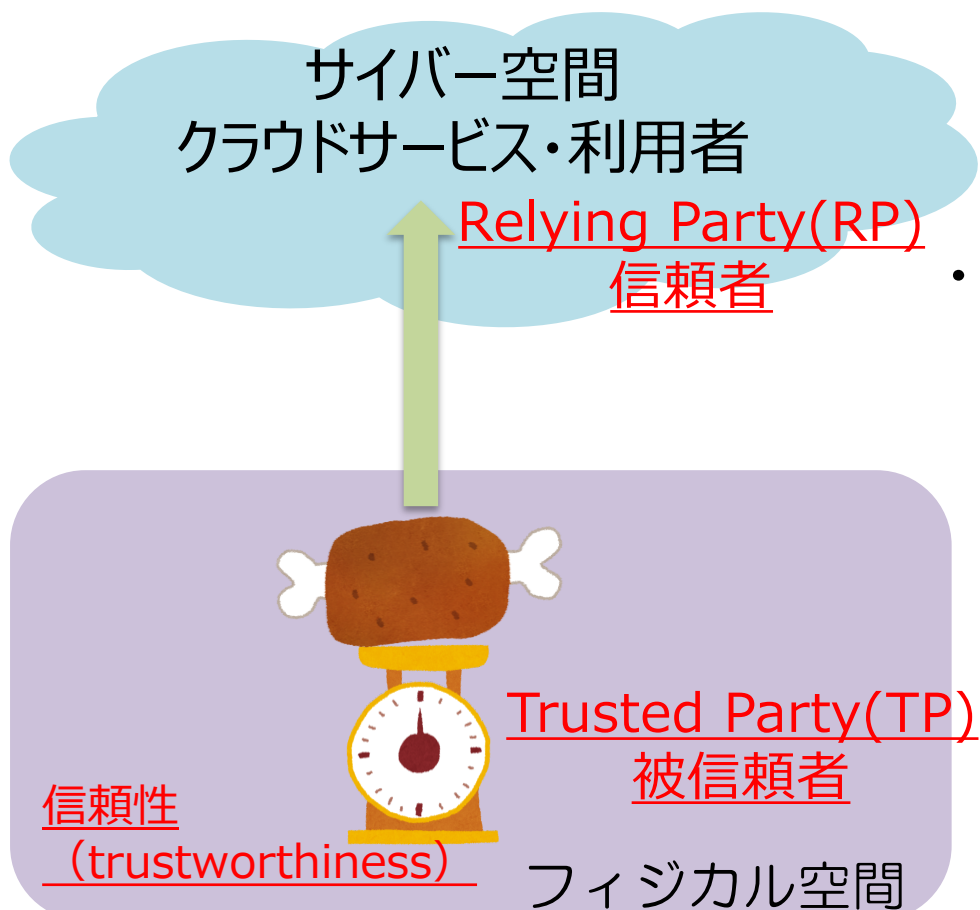 サイバー空間
クラウドサービス・利用者
Relying Party(RP)
信頼者
・
Trusted Party(TP)
被信頼者
信頼性
（trustworthiness）
フィジカル空間